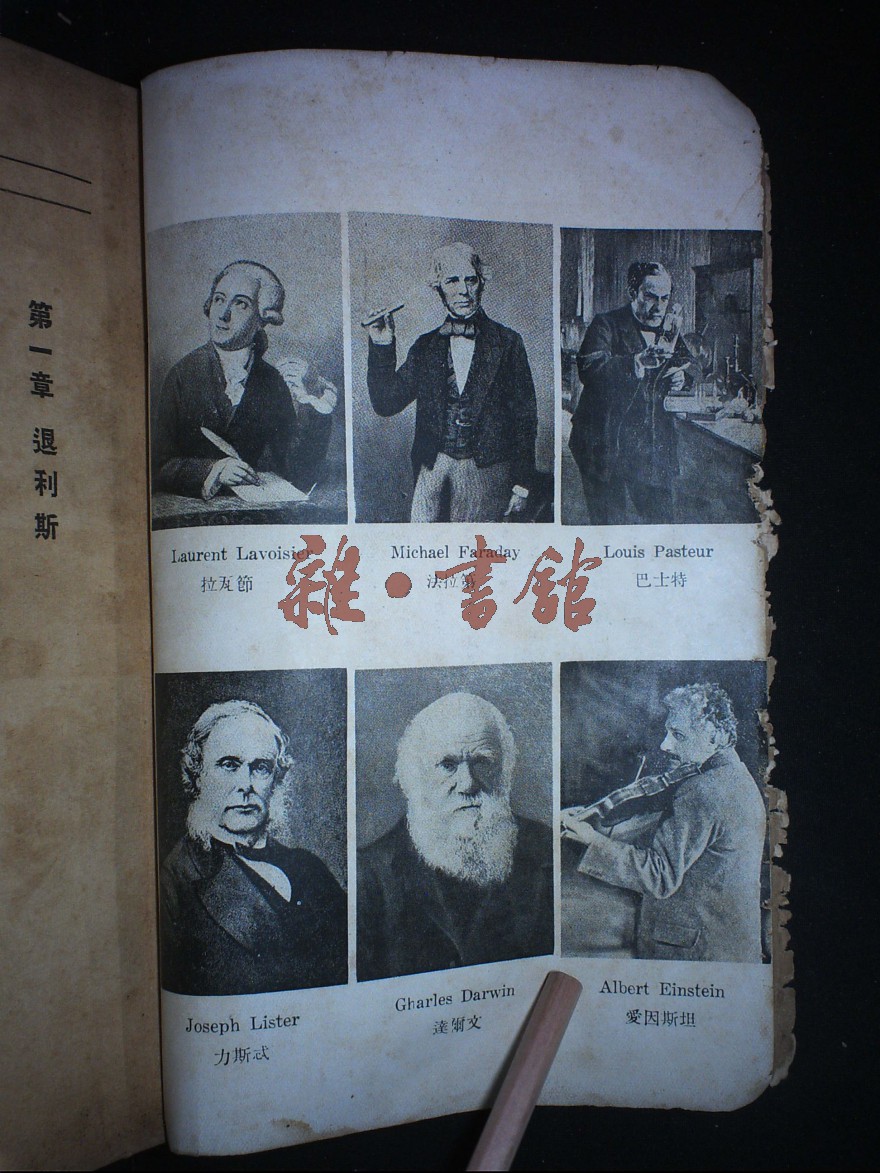 第一章 退利斯
Laurent Lavoisier
拉瓦節
Michael Faraday
法拉第
Louis Pasteur
巴士特
雜·書館
Joseph Lister
力斯忒
Gharles Darwin
達爾文
Albert Einstein
愛因斯坦